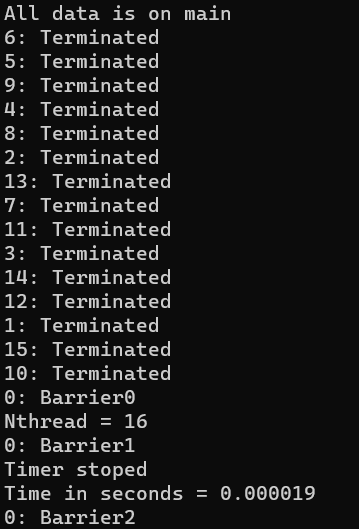 All data is on main
6: Terminated
5: Terminated
9: Terminated
4: Terminated
8: Terminated
2: Terminated
13: Terminated
7: Terminated
11: Terminated
3: Terminated
14: Terminated
12: Terminated
1: Terminated
15: Terminated
10: Terminated
0: Barrier0
Nthread = 16
0: Barrier1
Timer stoped
Time in seconds = 0.000019
0: Barrier2